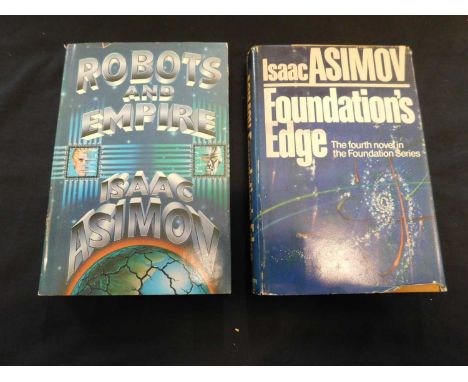 ROBOTS
AND
EMPIRE
ISAAC
ASIMOV
Isaac ASIMOV
Foundation's
Edge
The fourth novel in
the Foundation Series